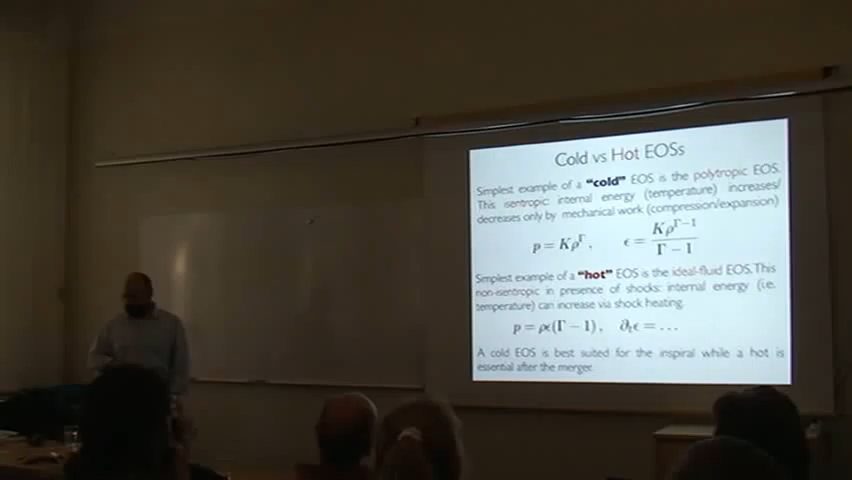 Cold vs Hot EOSs
Simplest example of a "cold" EOS is the polytropic EOS.
This isentropic: internal energy (temperature) increases/
decreases only by mechanical work (compression/expansion)
p = Kρ^Γ, ϵ = Kρ^{Γ−1} / Γ − 1
Simplest example of a "hot" EOS is the ideal-fluid EOS. This
non-isentropic in presence of shocks: internal energy (i.e.
temperature) can increase via shock heating.
p = ρϵ(Γ − 1), ∂_tϵ = ...
A cold EOS is best suited for the inspiral while a hot is
essential after the merger.